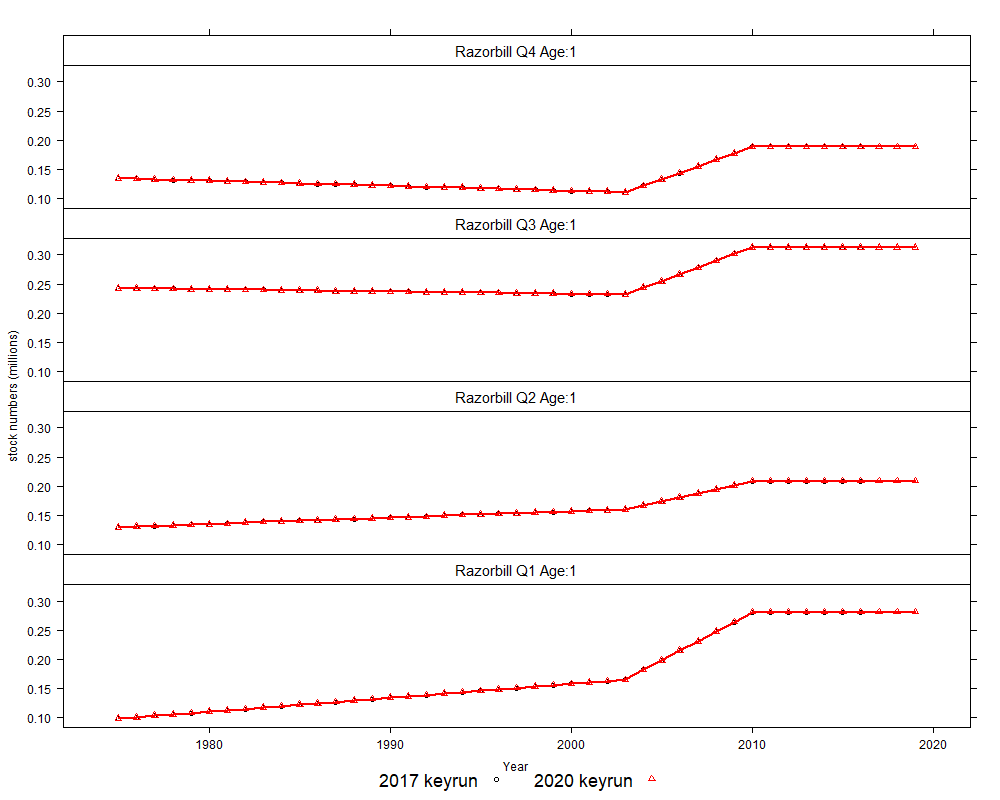 Razorbill Q4 Age:1
0.30
0.25
0.20
0.15
0.10
Razorbill Q3 Age:1
0.30
0.25
0.20
0.15
0.10
Razorbill Q2 Age:1
0.30
0.25
0.20
0.15
0.10
Razorbill Q1 Age:1
0.30
0.25
0.20
0.15
0.10
stock numbers (millions)
1980 1990 2000 2010 2020
Year
2017 keyrun 2020 keyrun